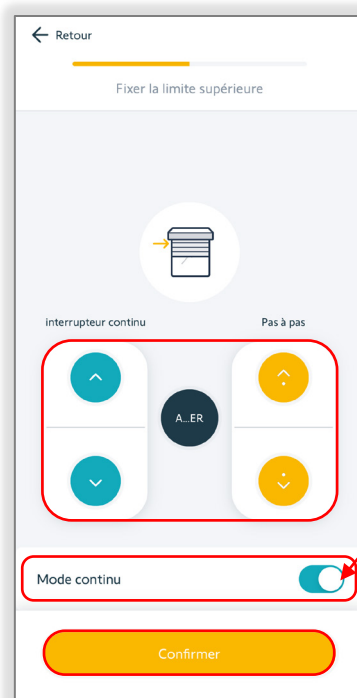 Retour
Fixer la limite supérieure
interrupteur continu
Pas à pas
A...ER
Mode continu
Confirmer